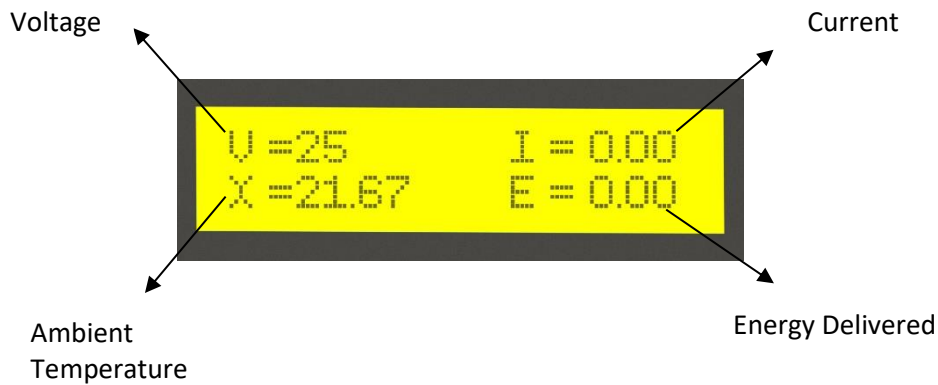 Voltage
Current
V =25 I = 0.00
X =21.67 E = 0.00
Ambient
Temperature
Energy Delivered